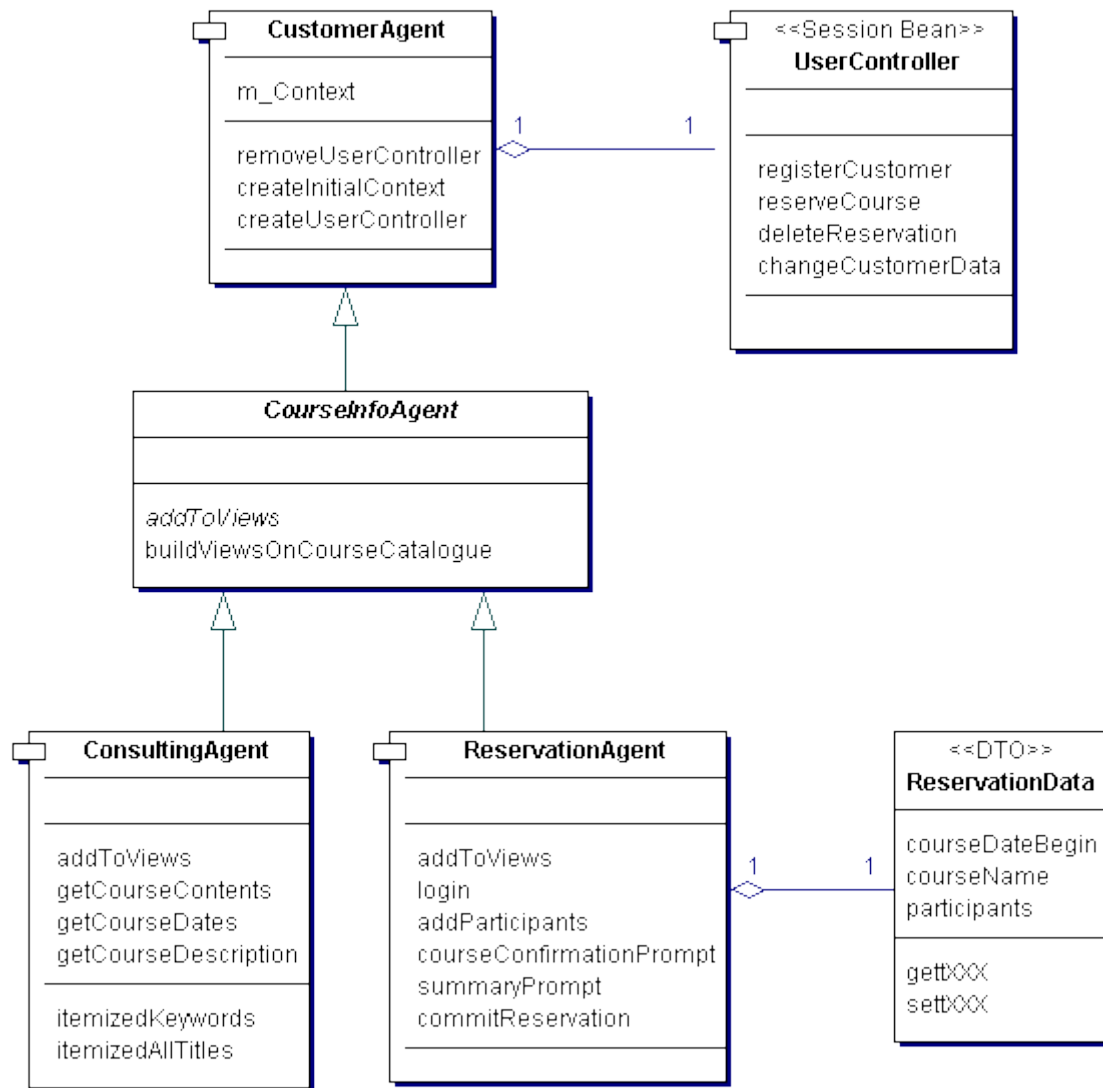 CustomerAgent
m_Context
removeUserController
createInitialContext
createUserController
1
1
<<Session Bean>>
UserController
registerCustomer
reserveCourse
deleteReservation
changeCustomerData
CourseInfoAgent
addToViews
buildViewsOnCourseCatalogue
ConsultingAgent
addToViews
getCourseContents
getCourseDates
getCourseDescription
itemizedKeywords
itemizedAllTitles
ReservationAgent
addToViews
login
addParticipants
courseConfirmationPrompt
summaryPrompt
commitReservation
1
1
<<DTO>>
ReservationData
courseDateBegin
courseName
participants
gettXXX
settXXX